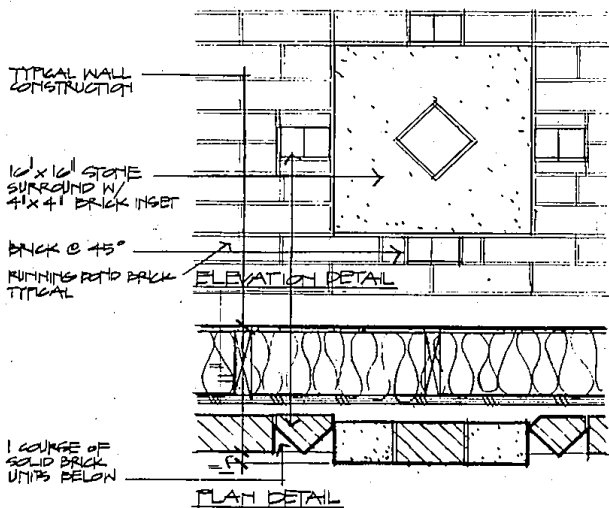 TYPICAL WALL
CONSTRUCTION
16" x 16" STONE
SURROUND W/
4" x 4" BRICK INSET
BRICK @ 45°
RUNNING BOND BRICK
TYPICAL
ELEVATION DETAIL
1 COURSE OF
SOLID BRICK
UNITS BELOW
PLAN DETAIL